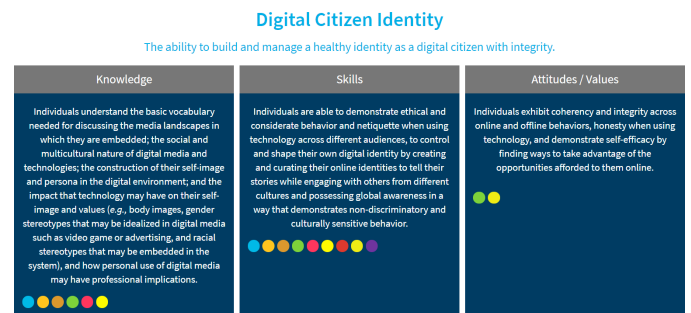 Digital Citizen Identity
The ability to build and manage a healthy identity as a digital citizen with integrity.
Knowledge
Individuals understand the basic vocabulary
needed for discussing the media landscapes in
which they are embedded; the social and
multicultural nature of digital media and
technologies; the construction of their self-image
and persona in the digital environment; and the
impact that technology may have on their self-
image and values (e.g., body images, gender
stereotypes that may be idealized in digital media
such as video game or advertising, and racial
stereotypes that may be embedded in the
system), and how personal use of digital media
may have professional implications.
Skills
Individuals are able to demonstrate ethical and
considerate behavior and netiquette when using
technology across different audiences, to control
and shape their own digital identity by creating
and curating their online identities to tell their
stories while engaging with others from different
cultures and possessing global awareness in a
way that demonstrates non-discriminatory and
culturally sensitive behavior.
Attitudes / Values
Individuals exhibit coherency and integrity across
online and offline behaviors, honesty when using
technology, and demonstrate self-efficacy by
finding ways to take advantage of the
opportunities afforded to them online.